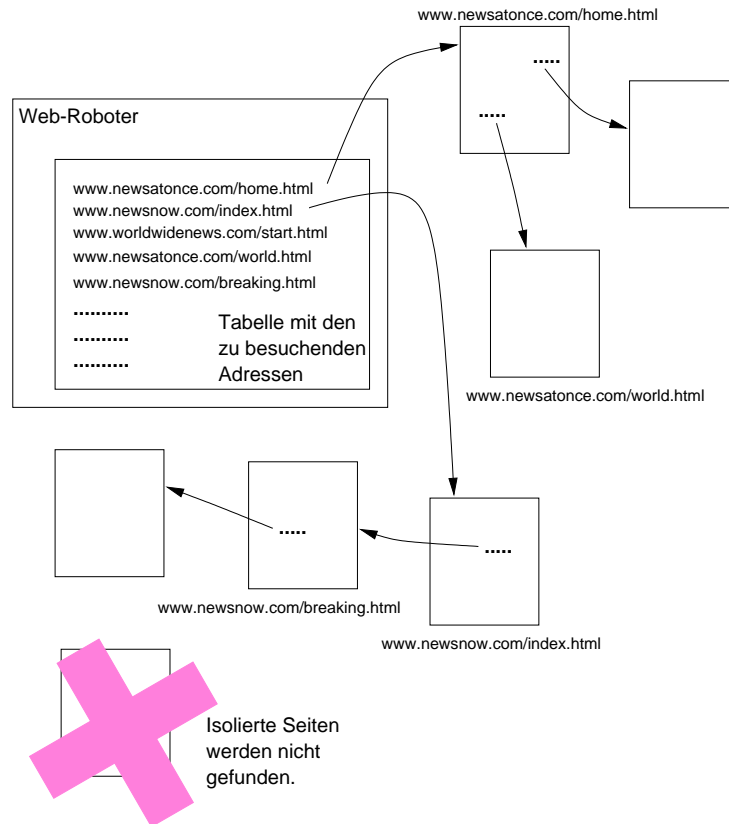 www.newsatonce.com/home.html
Web-Roboter
www.newsatonce.com/home.html
www.newsnow.com/index.html
www.worldwidenews.com/start.html
www.newsatonce.com/world.html
www.newsnow.com/breaking.html
..........
..........
..........
Tabelle mit den
zu besuchenden
Adressen
.....
.....
www.newsatonce.com/world.html
.....
www.newsnow.com/breaking.html
.....
www.newsnow.com/index.html
Isolierte Seiten
werden nicht
gefunden.